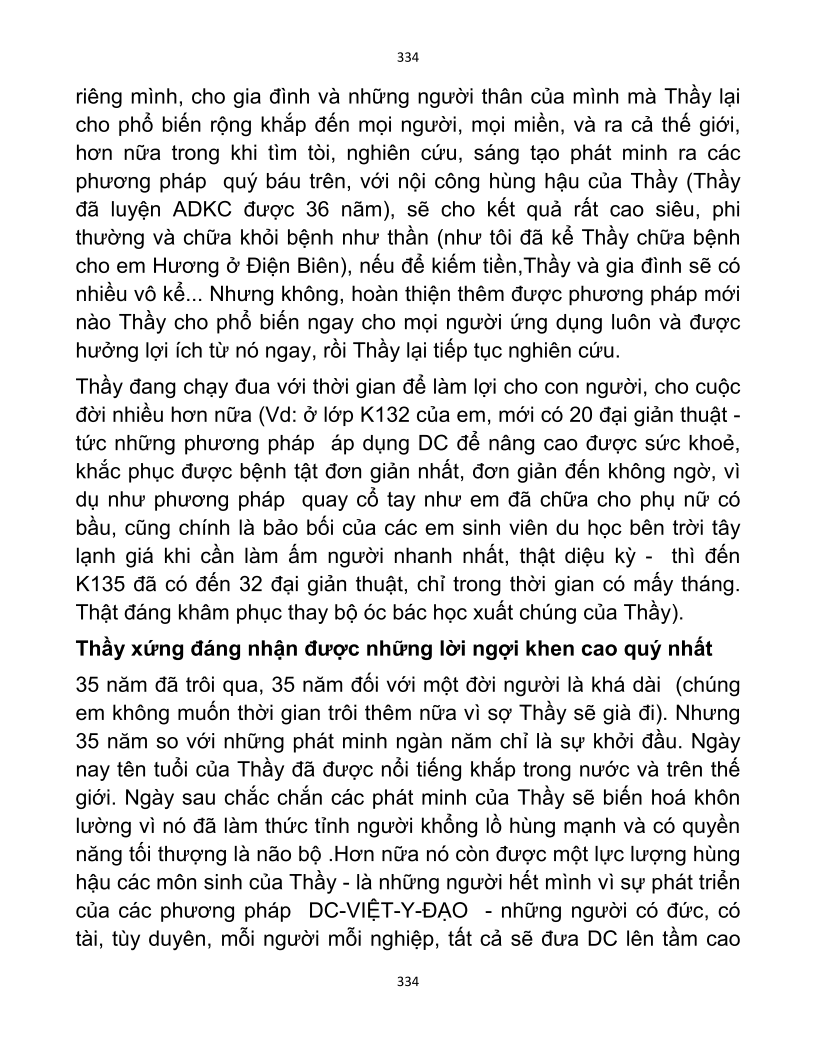 334
riêng mình, cho gia đình và những người thân của mình mà Thầy lại
cho phổ biến rộng khắp đến mọi người, mọi miền, và ra cả thế giới,
hơn nữa trong khi tìm tòi, nghiên cứu, sáng tạo phát minh ra các
phương pháp  quý báu trên, với nội công hùng hậu của Thầy (Thầy
đã luyện ADKC được 36 năm), sẽ cho kết quả rất cao siêu, phi
thường và chữa khỏi bệnh như thần (như tôi đã kể Thầy chữa bệnh
cho em Hương ở Điện Biên), nếu để kiếm tiền,Thầy và gia đình sẽ có
nhiều vô kể... Nhưng không, hoàn thiện thêm được phương pháp mới
nào Thầy cho phổ biến ngay cho mọi người ứng dụng luôn và được
hưởng lợi ích từ nó ngay, rồi Thầy lại tiếp tục nghiên cứu.
Thầy đang chạy đua với thời gian để làm lợi cho con người, cho cuộc
đời nhiều hơn nữa (Vd: ở lớp K132 của em, mới có 20 đại giản thuật -
tức những phương pháp  áp dụng DC để nâng cao được sức khoẻ,
khắc phục được bệnh tật đơn giản nhất, đơn giản đến không ngờ, vì
dụ như phương pháp  quay cổ tay như em đã chữa cho phụ nữ có
bầu, cũng chính là bảo bối của các em sinh viên du học bên trời tây
lạnh giá khi cần làm ấm người nhanh nhất, thật diệu kỳ -  thì đến
K135 đã có đến 32 đại giản thuật, chỉ trong thời gian có mấy tháng.
Thật đáng khâm phục thay bộ óc bác học xuất chúng của Thầy).
Thầy xứng đáng nhận được những lời ngợi khen cao quý nhất
35 năm đã trôi qua, 35 năm đối với một đời người là khá dài  (chúng
em không muốn thời gian trôi thêm nữa vì sợ Thầy sẽ già đi). Nhưng
35 năm so với những phát minh ngàn năm chỉ là sự khởi đầu. Ngày
nay tên tuổi của Thầy đã được nổi tiếng khắp trong nước và trên thế
giới. Ngày sau chắc chắn các phát minh của Thầy sẽ biến hoá khôn
lường vì nó đã làm thức tỉnh người khổng lồ hùng mạnh và có quyền
năng tối thượng là não bộ .Hơn nữa nó còn được một lực lượng hùng
hậu các môn sinh của Thầy - là những người hết mình vì sự phát triển
của các phương pháp  DC-VIỆT-Y-ĐẠO  - những người có đức, có
tài, tùy duyên, mỗi người mỗi nghiệp, tất cả sẽ đưa DC lên tầm cao
334